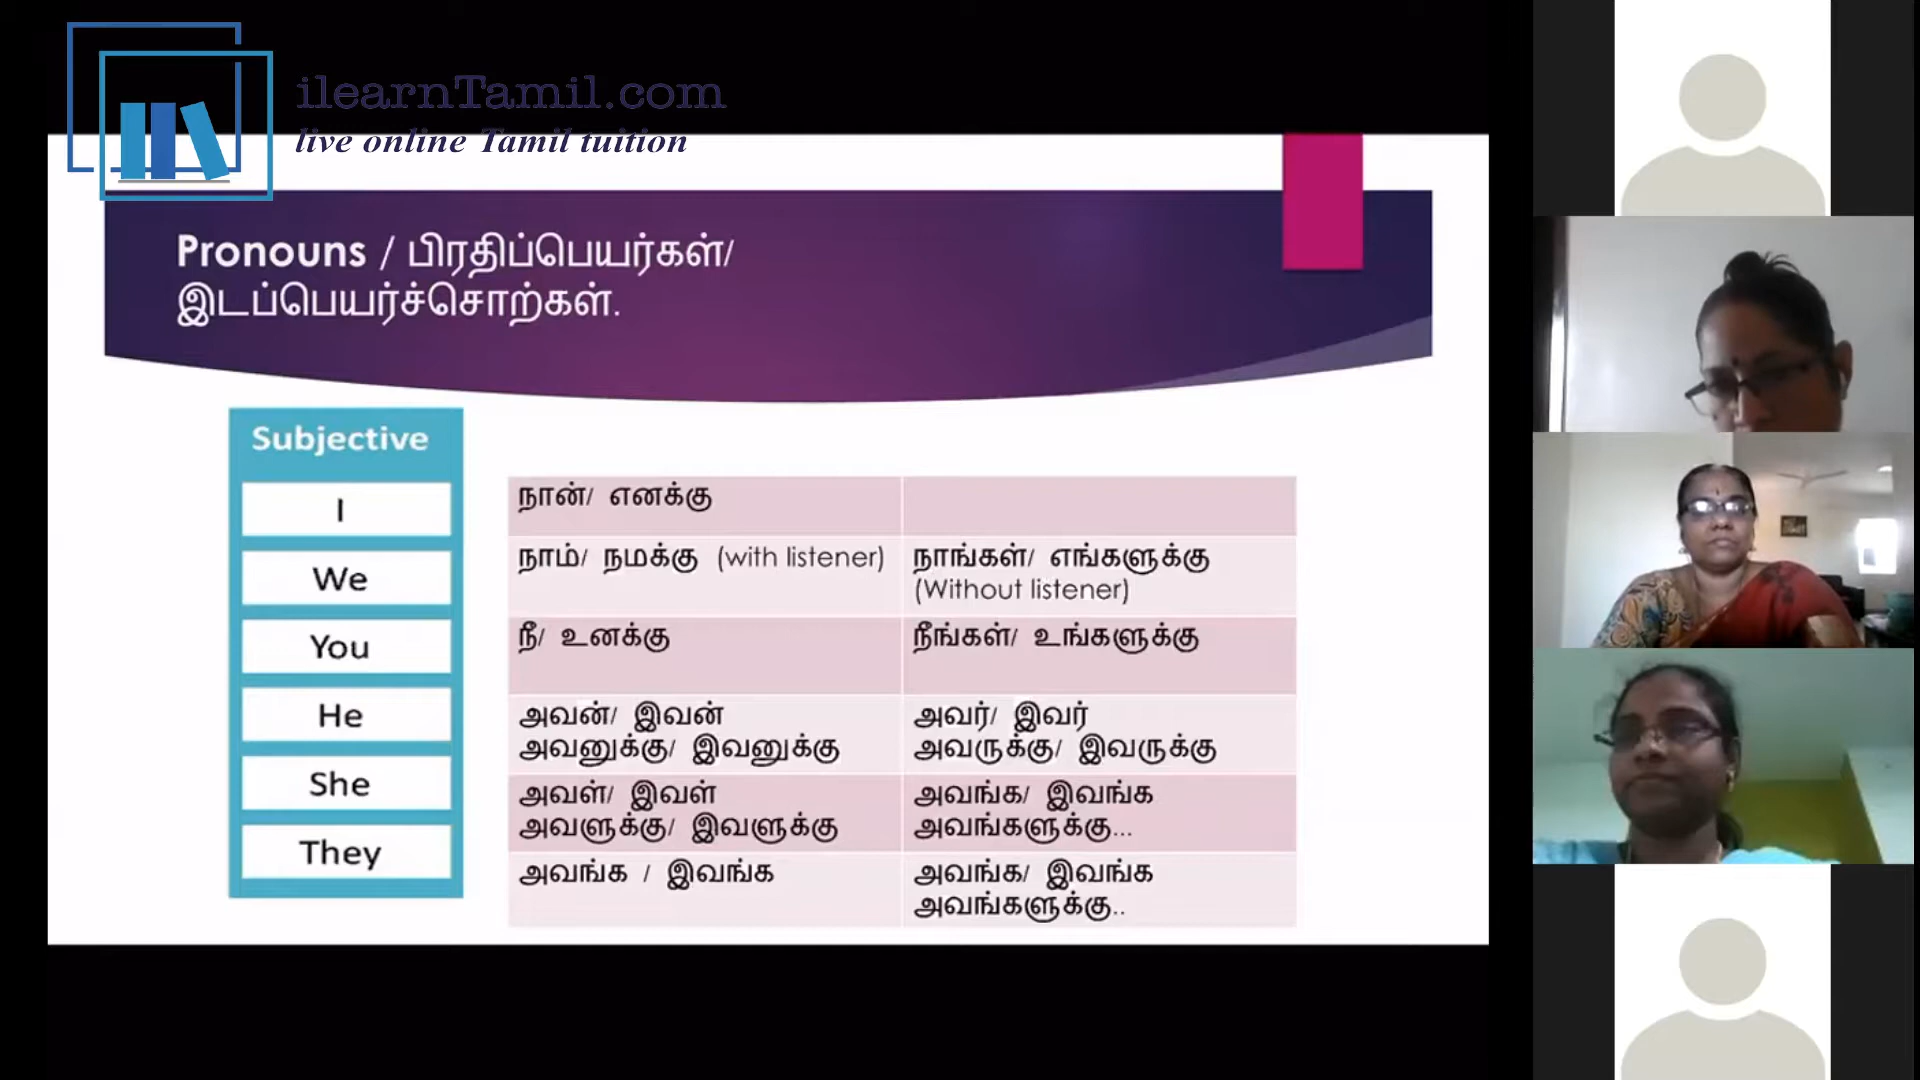 ilearnTamil.com
live online Tamil tuition
Pronouns / பிரதிப்பெயர்கள்/
இடப்பெயர்ச்சொற்கள்.
Subjective
I
We
You
He
She
They
நான்/ எனக்கு
நாம்/ நமக்கு (with listener)
நாங்கள்/ எங்களுக்கு
(Without listener)
நீ/ உனக்கு
நீங்கள்/ உங்களுக்கு
அவன்/ இவன்
அவனுக்கு/ இவனுக்கு
அவர்/ இவர்
அவருக்கு/ இவருக்கு
அவள்/ இவள்
அவளுக்கு/ இவளுக்கு
அவங்க/ இவங்க
அவங்களுக்கு...
அவங்க / இவங்க
அவங்க/ இவங்க
அவங்களுக்கு..